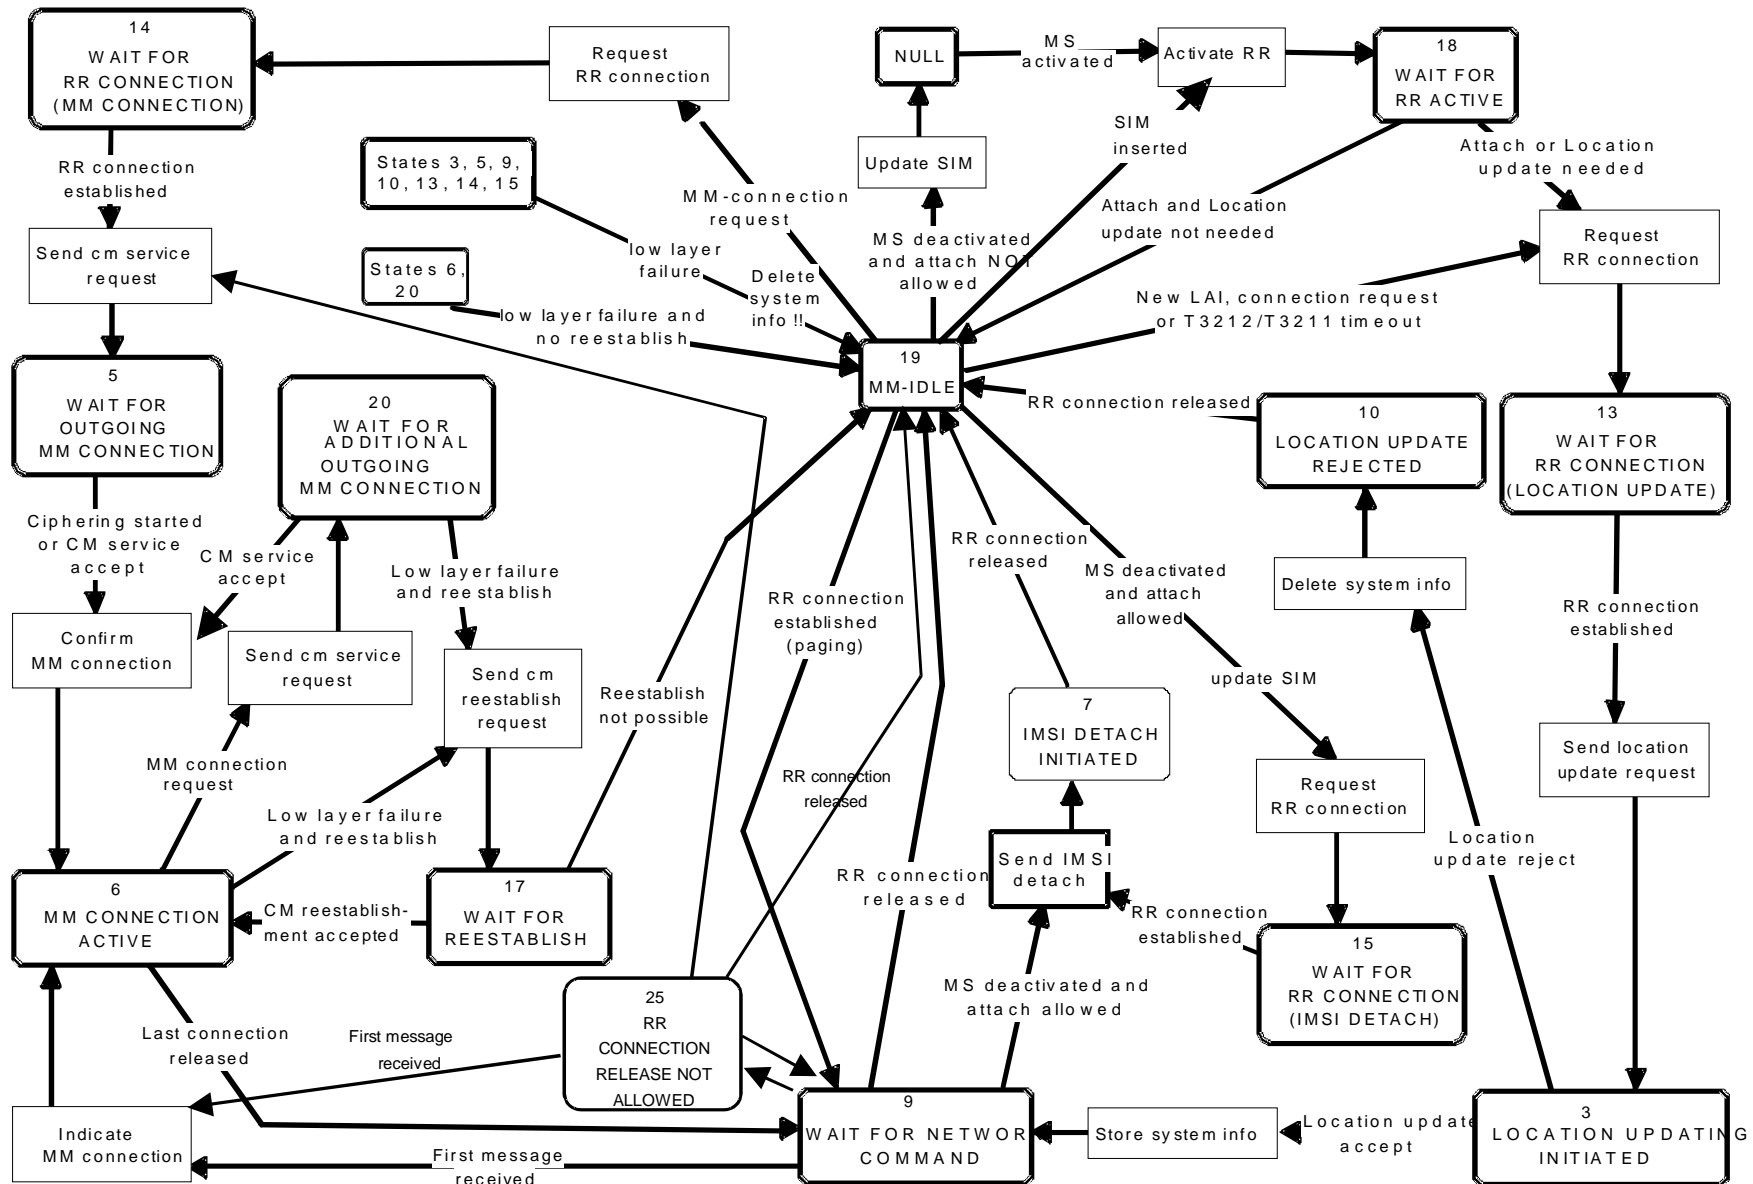 14
WAIT FOR
RR CONNECTION
(MM CONNECTION)
Request
RR connection
NULL
MS
activated
Activate RR
18
WAIT FOR
RR ACTIVE
RR connection
established
States 3, 5, 9,
10, 13, 14, 15
Update SIM
SIM
inserted
Attach or Location
update needed
MM-connection
request
Attach and Location
update not needed
Send cm service
request
States 6,
20
low layer
failure
Delete
system
info !!
MS deactivated
and attach NOT
allowed
Request
RR connection
low layer failure and
no reestablish
New LAI, connection request
or T3212/T3211 timeout
19
MM-IDLE
5
WAIT FOR
OUTGOING
MM CONNECTION
20
WAIT FOR
ADDITIONAL
OUTGOING
MM CONNECTION
RR connection released
10
LOCATION UPDATE
REJECTED
13
WAIT FOR
RR CONNECTION
(LOCATION UPDATE)
Ciphering started
or CM service
accept
CM service
accept
Low layer failure
and reestablish
RR connection
released
MS deactivated
and attach
allowed
Delete system info
RR connection
established
(paging)
RR connection
established
Confirm
MM connection
Send cm service
request
Send cm
reestablish
request
Reestablish
not possible
update SIM
7
IMSI DETACH
INITIATED
Send location
update request
MM connection
request
RR connection
released
Request
RR connection
Low layer failure
and reestablish
Location
update reject
Send IMSI
detach
RR connection
released
6
MM CONNECTION
ACTIVE
CM reestablish-
ment accepted
17
WAIT FOR
REESTABLISH
RR connection
established
15
WAIT FOR
RR CONNECTION
(IMSI DETACH)
MS deactivated and
attach allowed
25
RR
CONNECTION
RELEASE NOT
ALLOWED
Last connection
released
First message
received
9
WAIT FOR NETWOR
COMMAND
Store system info
Location update
accept
3
LOCATION UPDATING
INITIATED
Indicate
MM connection
First message
received